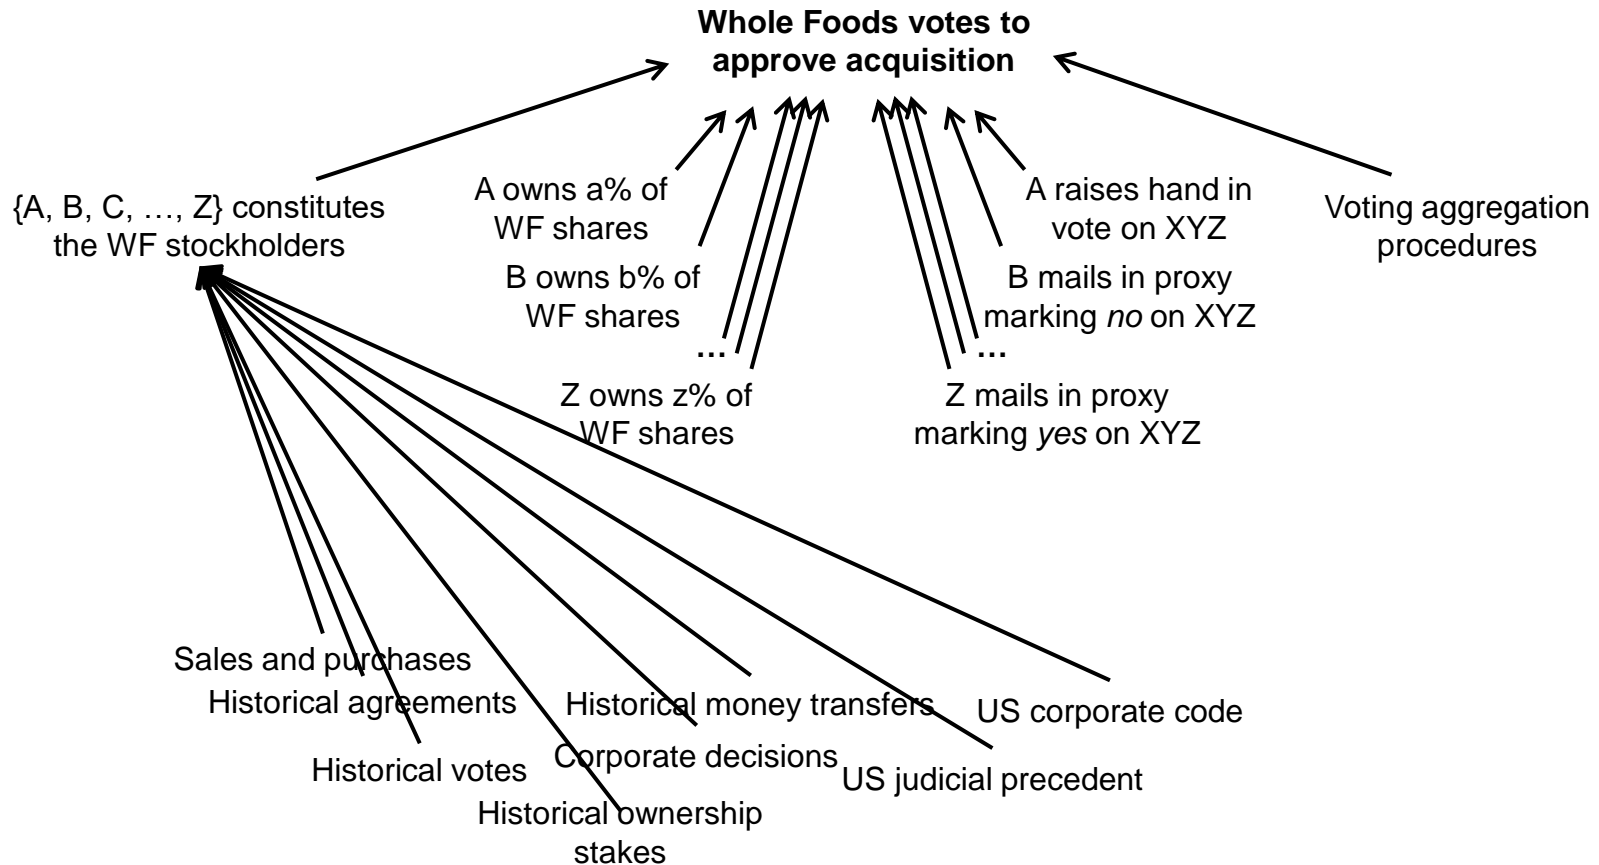 Whole Foods votes to
approve acquisition
{A, B, C, …, Z} constitutes
the WF stockholders
A owns a% of
WF shares
B owns b% of
WF shares
…
Z owns z% of
WF shares
A raises hand in
vote on XYZ
B mails in proxy
marking no on XYZ
…
Z mails in proxy
marking yes on XYZ
Voting aggregation
procedures
Sales and purchases
Historical agreements
Historical votes
Historical ownership
stakes
Historical money transfers
Corporate decisions
US judicial precedent
US corporate code